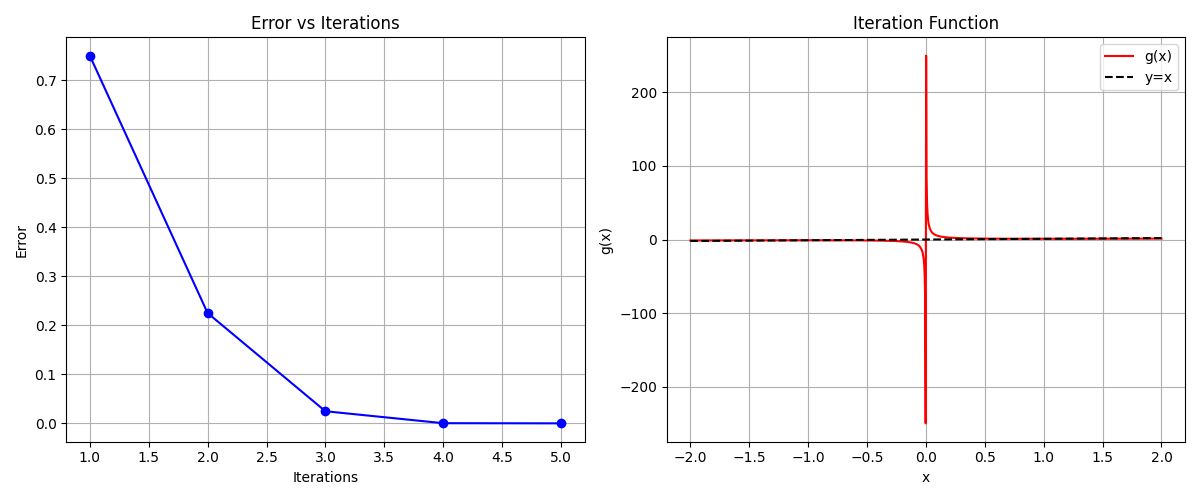 Error vs Iterations
Error
0.7
0.6
0.5
0.4
0.3
0.2
0.1
0.0
1.0 1.5 2.0 2.5 3.0 3.5 4.0 4.5 5.0
Iterations
Iteration Function
g(x)
y=x
g(x)
200
100
0
−100
−200
−2.0 −1.5 −1.0 −0.5 0.0 0.5 1.0 1.5 2.0
x